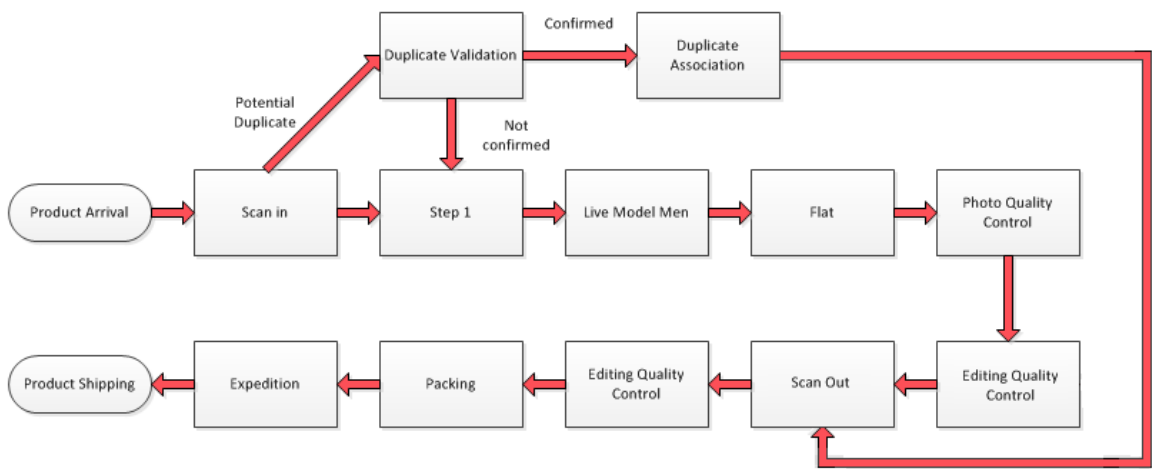 Confirmed
Duplicate Validation
Duplicate
Association
Potential
Duplicate
Not
confirmed
Product Arrival
Scan in
Step 1
Live Model Men
Flat
Photo Quality
Control
Product Shipping
Expedition
Packing
Editing Quality
Control
Scan Out
Editing Quality
Control